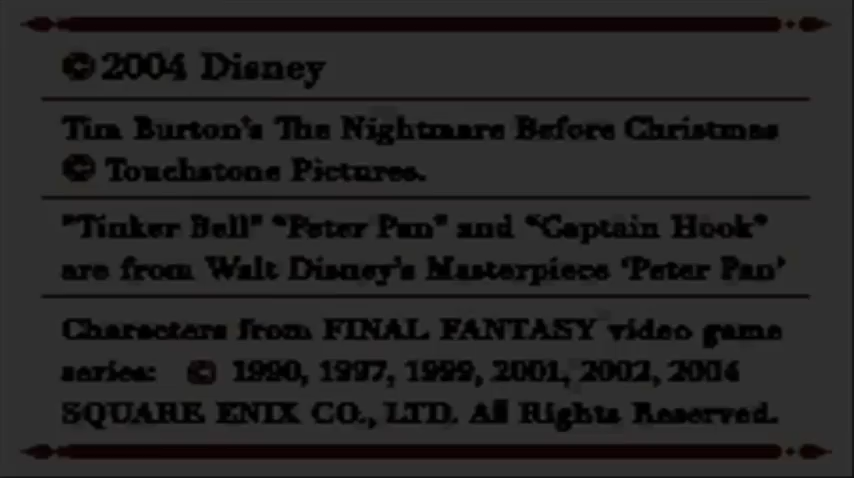 © 2004 Disney
Tim Burton's The Nightmare Before Christmas
© Touchstone Pictures.
"Tinker Bell" "Peter Pan" and "Captain Hook"
are from Walt Disney's Masterpiece 'Peter Pan'
Characters from FINAL FANTASY video game
series: © 1990, 1997, 1999, 2001, 2002, 2004
SQUARE ENIX CO., LTD. All Rights Reserved.